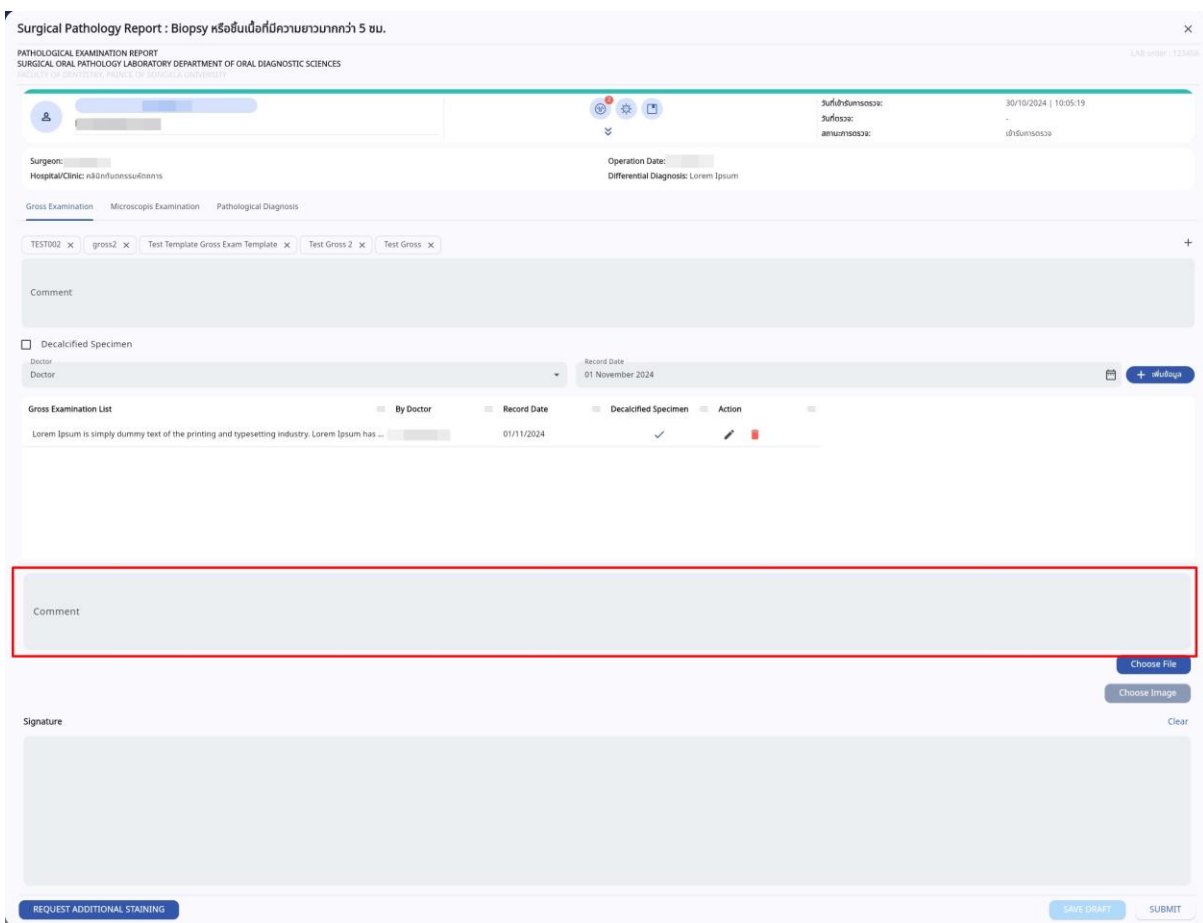 Surgical Pathology Report : Biopsy หรือชิ้นเนื้อที่มีความยาวมากกว่า 5 ซม.
PATHOLOGICAL EXAMINATION REPORT
LAB order : 123456
SURGICAL ORAL PATHOLOGY LABORATORY DEPARTMENT OF ORAL DIAGNOSTIC SCIENCES
FACULTY OF DENTISTRY, PRINCE OF SONGKLA UNIVERSITY
วันที่เข้ารับการตรวจ: 30/10/2024 | 10:05:19
วันที่ตรวจ: -
สถานะการตรวจ: เข้ารับการตรวจ
Surgeon: Operation Date:
Hospital/Clinic: คลินิกทันตกรรมหัตถการ Differential Diagnosis: Lorem Ipsum
Gross Examination Microscopis Examination Pathological Diagnosis
TEST002 gross2 Test Template Gross Exam Template Test Gross 2 Test Gross
Comment
Decalcified Specimen
Doctor Record Date
Doctor 01 November 2024 + เพิ่มข้อมูล
Gross Examination List By Doctor Record Date Decalcified Specimen Action
Lorem Ipsum is simply dummy text of the printing and typesetting industry. Lorem Ipsum has ... 01/11/2024
Comment
Choose File
Choose Image
Signature Clear
REQUEST ADDITIONAL STAINING SAVE DRAFT SUBMIT